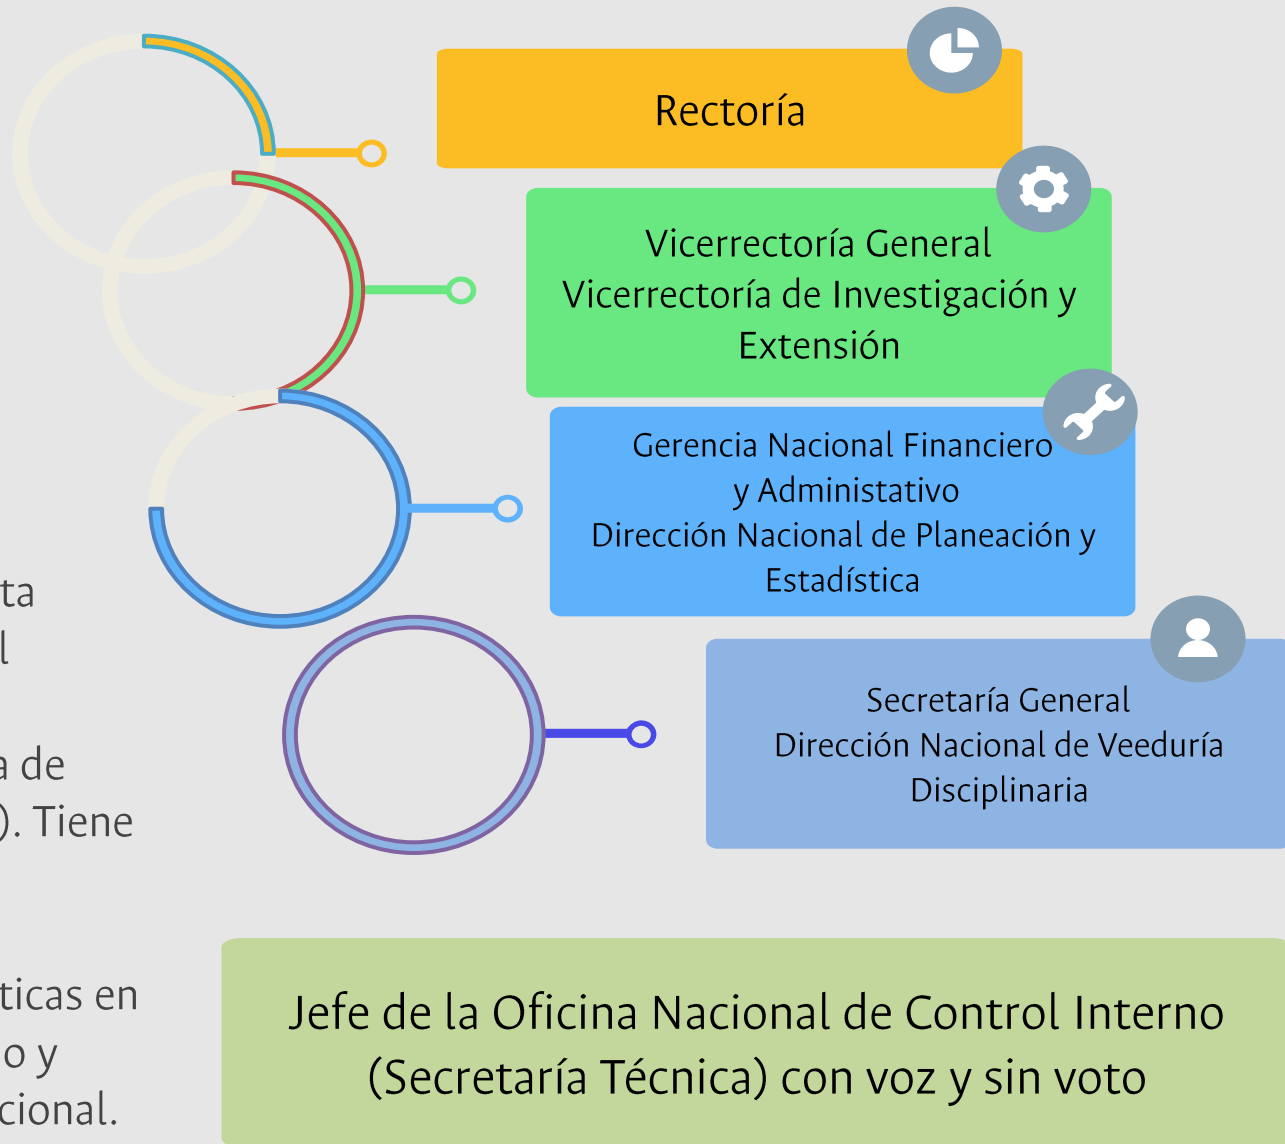 Rectoría
Vicerrectoría General
Vicerrectoría de Investigación y
Extensión
Gerencia Nacional Financiero
y Administativo
Dirección Nacional de Planeación y
Estadística
Secretaría General
Dirección Nacional de Veeduría
Disciplinaria
ta
l
a de
). Tiene
ticas en
o y
cional.
Jefe de la Oficina Nacional de Control Interno
(Secretaría Técnica) con voz y sin voto